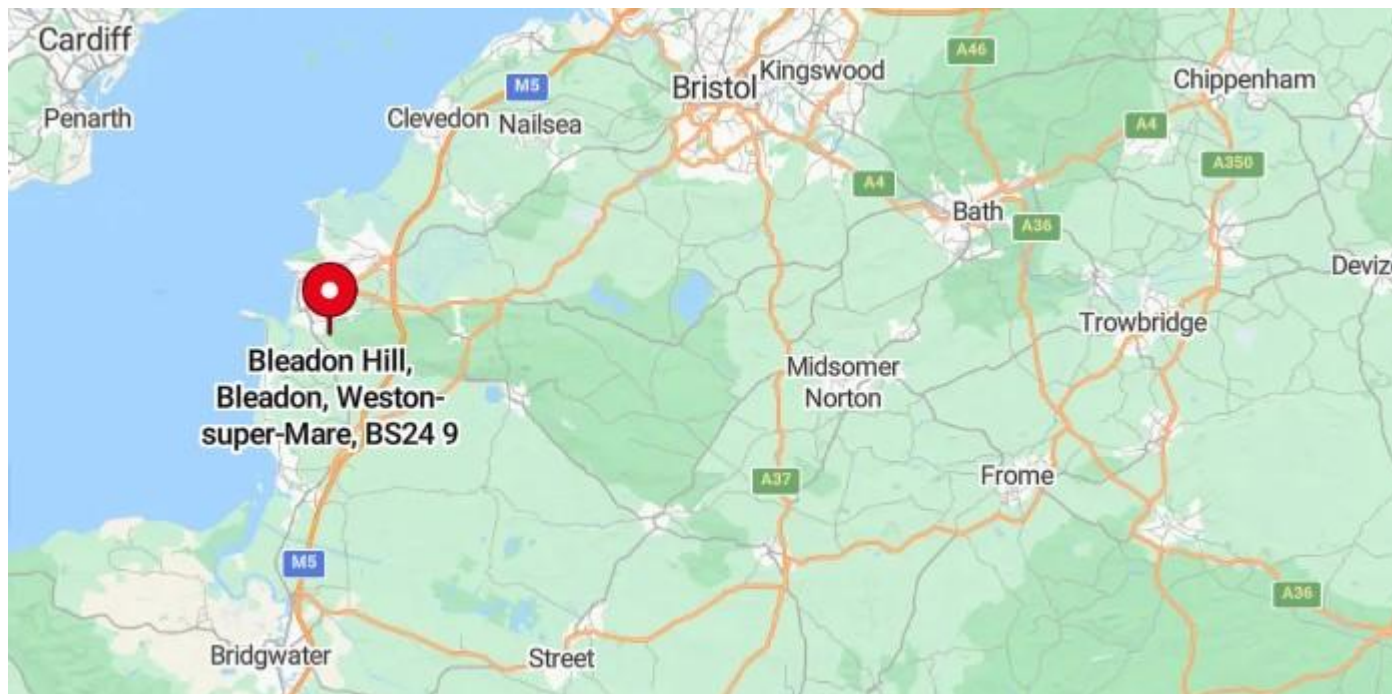 Cardiff
A46
Kingswood
Chippenham
M5
Bristol
Penarth
Clevedon
Nailsea
A4
A350
A4
Bath
A36
Devize
Bleadon Hill,
Bleadon, Weston-
super-Mare, BS24 9
Trowbridge
Midsomer
Norton
Frome
A37
M5
A36
Bridgwater
Street